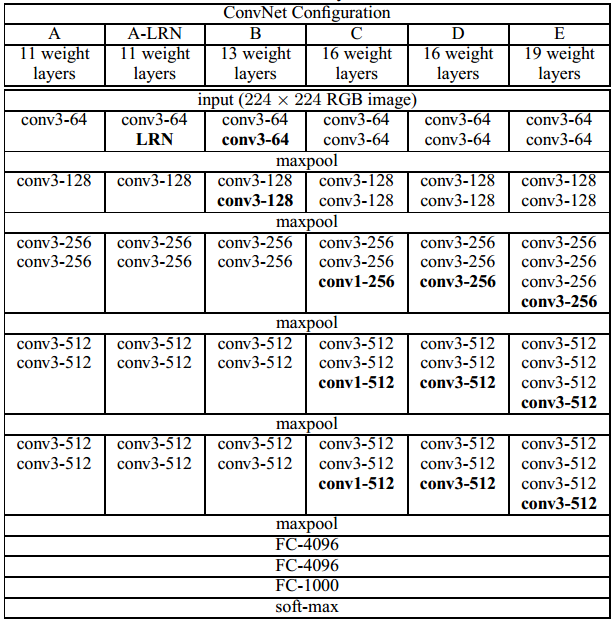 ConvNet Configuration
A A-LRN B C D E
11 weight 11 weight 13 weight 16 weight 16 weight 19 weight
layers layers layers layers layers layers
input (224 × 224 RGB image)
conv3-64 conv3-64 conv3-64 conv3-64 conv3-64 conv3-64
LRN conv3-64 conv3-64 conv3-64 conv3-64
maxpool
conv3-128 conv3-128 conv3-128 conv3-128 conv3-128 conv3-128
conv3-128 conv3-128 conv3-128 conv3-128
maxpool
conv3-256 conv3-256 conv3-256 conv3-256 conv3-256 conv3-256
conv3-256 conv3-256 conv3-256 conv3-256 conv3-256 conv3-256
conv1-256 conv3-256 conv3-256
conv3-256
maxpool
conv3-512 conv3-512 conv3-512 conv3-512 conv3-512 conv3-512
conv3-512 conv3-512 conv3-512 conv3-512 conv3-512 conv3-512
conv1-512 conv3-512 conv3-512
conv3-512
maxpool
conv3-512 conv3-512 conv3-512 conv3-512 conv3-512 conv3-512
conv3-512 conv3-512 conv3-512 conv3-512 conv3-512 conv3-512
conv1-512 conv3-512 conv3-512
conv3-512
maxpool
FC-4096
FC-4096
FC-1000
soft-max